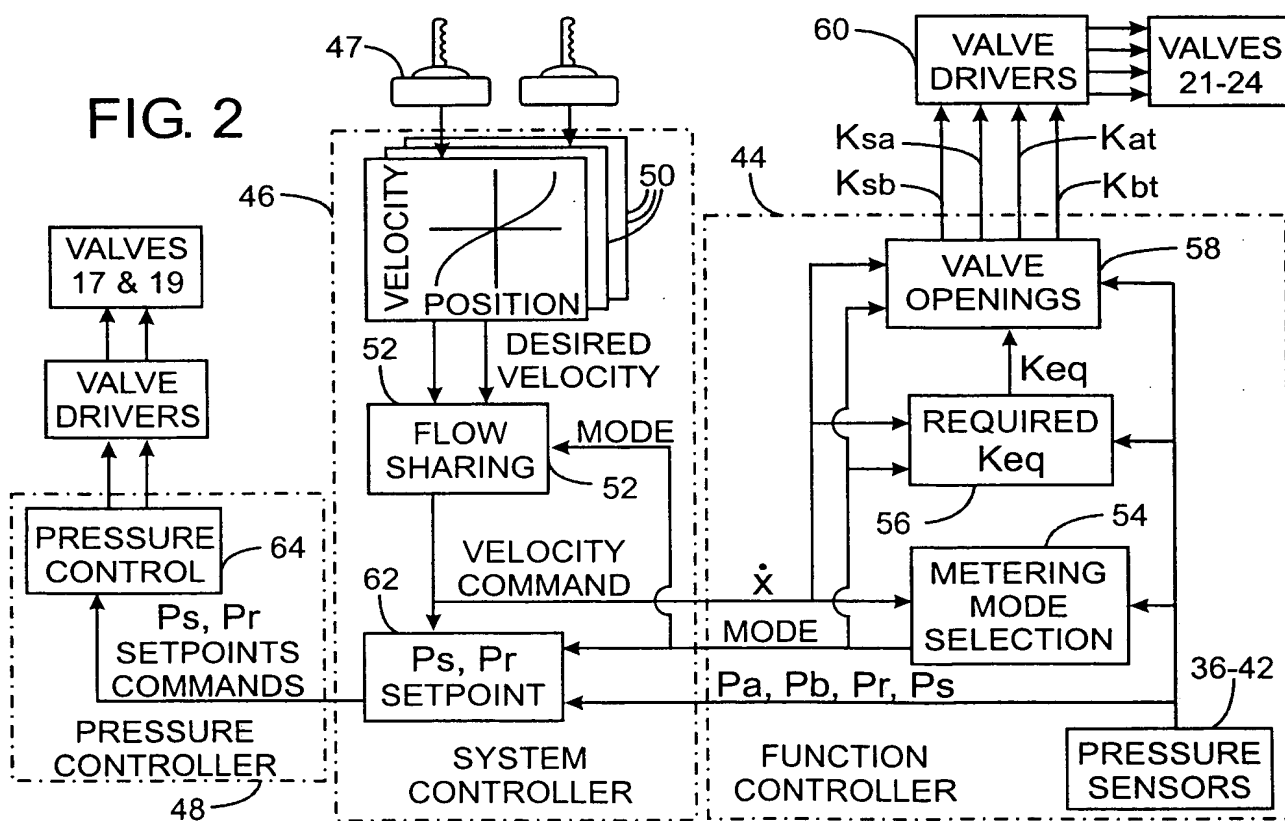 FIG. 2
47
60
VALVE
DRIVERS
VALVES
21-24
Ksa
Ksb
Kat
Kbt
46
50
44
VELOCITY
POSITION
VALVES
17 & 19
VALVE
OPENINGS
58
DESIRED
VELOCITY
52
Keq
VALVE
DRIVERS
FLOW
SHARING
MODE
52
REQUIRED
Keq
56
54
PRESSURE
CONTROL
64
62
VELOCITY
COMMAND
ẋ
METERING
MODE
SELECTION
MODE
Ps, Pr
SETPOINTS
COMMANDS
Ps, Pr
SETPOINT
Pa, Pb, Pr, Ps
36-42
PRESSURE
CONTROLLER
48
SYSTEM
CONTROLLER
FUNCTION
CONTROLLER
PRESSURE
SENSORS